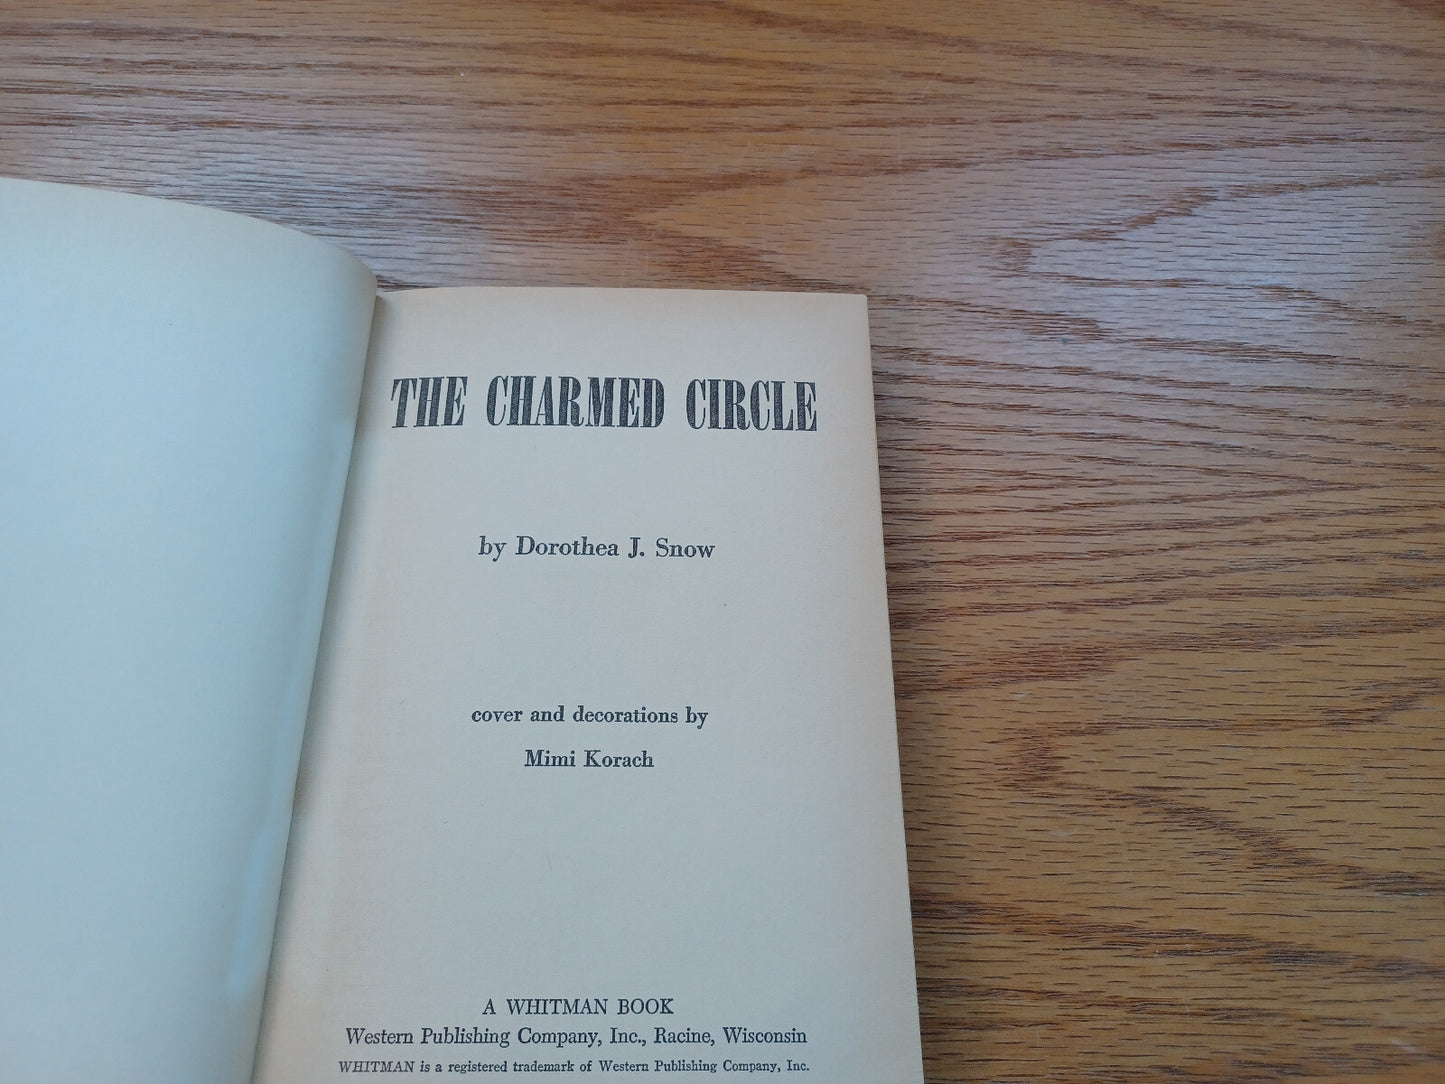 THE CHARMED CIRCLE
by Dorothea J. Snow
cover and decorations by
Mimi Korach
A WHITMAN BOOK
Western Publishing Company, Inc., Racine, Wisconsin
WHITMAN is a registered trademark of Western Publishing Company, Inc.